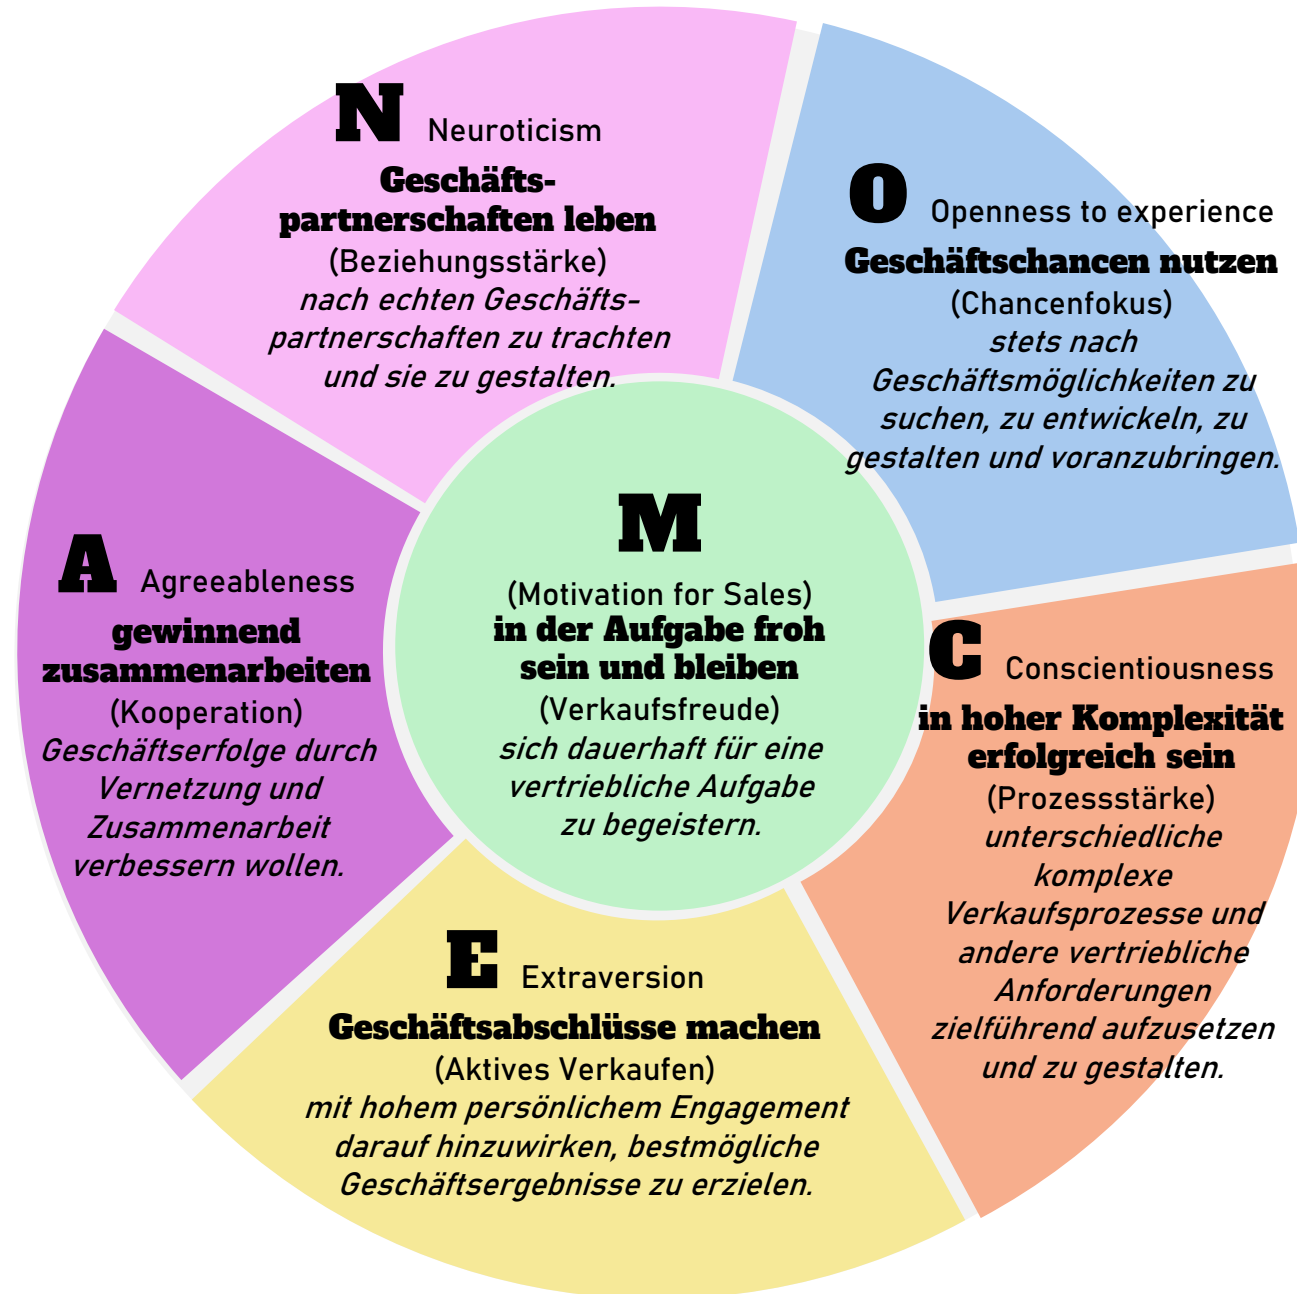 N Neuroticism
Geschäfts-
partnerschaften leben
(Beziehungsstärke)
nach echten Geschäfts-
partnerschaften zu trachten
und sie zu gestalten.
O Openness to experience
Geschäftschancen nutzen
(Chancenfokus)
stets nach
Geschäftsmöglichkeiten zu
suchen, zu entwickeln, zu
gestalten und voranzubringen.
C Conscientiousness
in hoher Komplexität
erfolgreich sein
(Prozessstärke)
unterschiedliche
komplexe
Verkaufsprozesse und
andere vertriebliche
Anforderungen
zielführend aufzusetzen
und zu gestalten.
E Extraversion
Geschäftsabschlüsse machen
(Aktives Verkaufen)
mit hohem persönlichem Engagement
darauf hinzuwirken, bestmögliche
Geschäftsergebnisse zu erzielen.
A Agreeableness
gewinnend
zusammenarbeiten
(Kooperation)
Geschäftserfolge durch
Vernetzung und
Zusammenarbeit
verbessern wollen.
M
(Motivation for Sales)
in der Aufgabe froh
sein und bleiben
(Verkaufsfreude)
sich dauerhaft für eine
vertriebliche Aufgabe
zu begeistern.